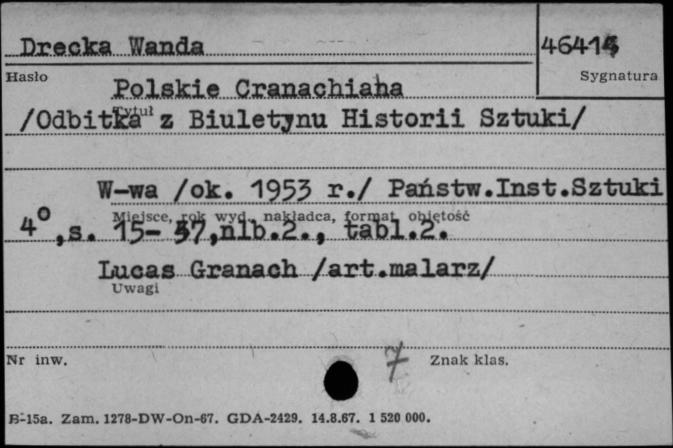 Drecka Wanda
46414
Hasło
Sygnatura
Polskie Cranachiana
Tytuł
/Odbitka z Biuletynu Historii Sztuki/
W-wa /ok. 1953 r./ Państw.Inst.Sztuki
Miejsce, rok wyd., nakładca, format, objętość
4°,s. 15-37,nlb.2., tabl.2.
Lucas Granach /art.malarz/
Uwagi
Nr inw.
7
Znak klas.
B-15a. Zam. 1278-DW-On-67. GDA-2429. 14.8.67. 1 520 000.